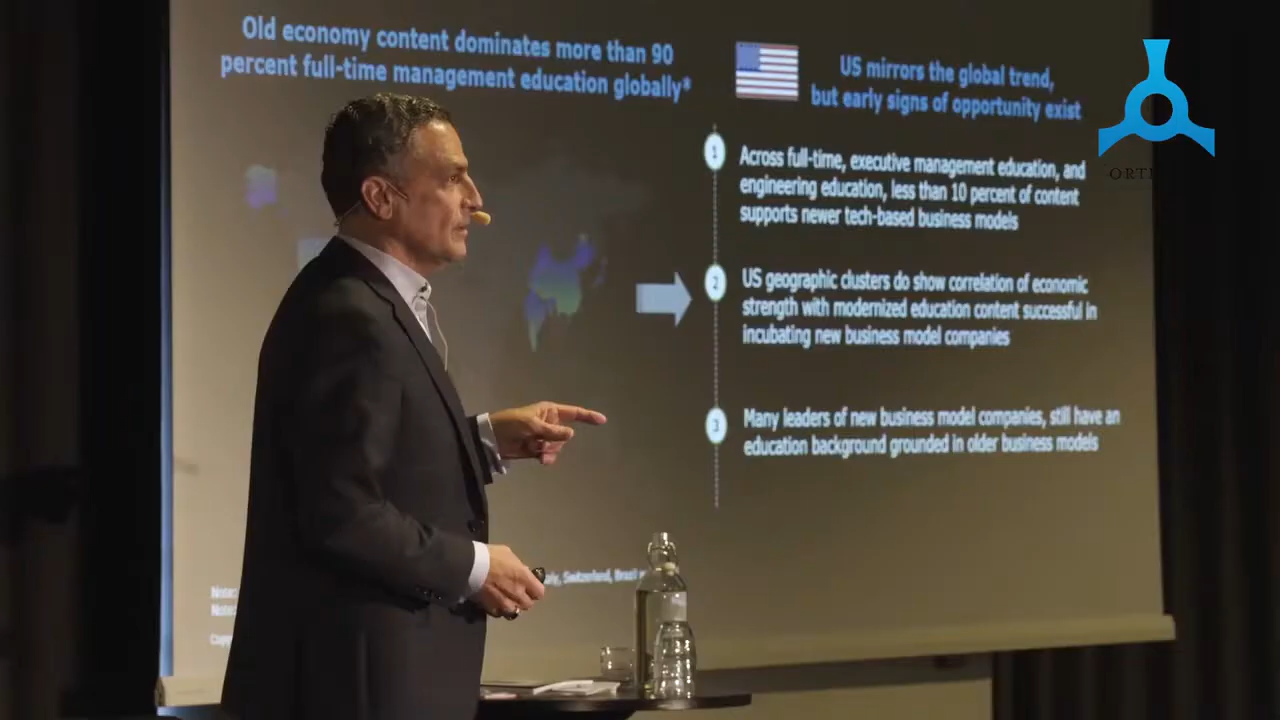 Old economy content dominates more than 90
percent full-time management education globally*
US mirrors the global trend,
but early signs of opportunity exist
1
Across full-time, executive management education, and
engineering education, less than 10 percent of content
supports newer tech-based business models
2
US geographic clusters do show correlation of economic
strength with modernized education content successful in
incubating new business model companies
3
Many leaders of new business model companies, still have an
education background grounded in older business models
Switzerland, Brazil